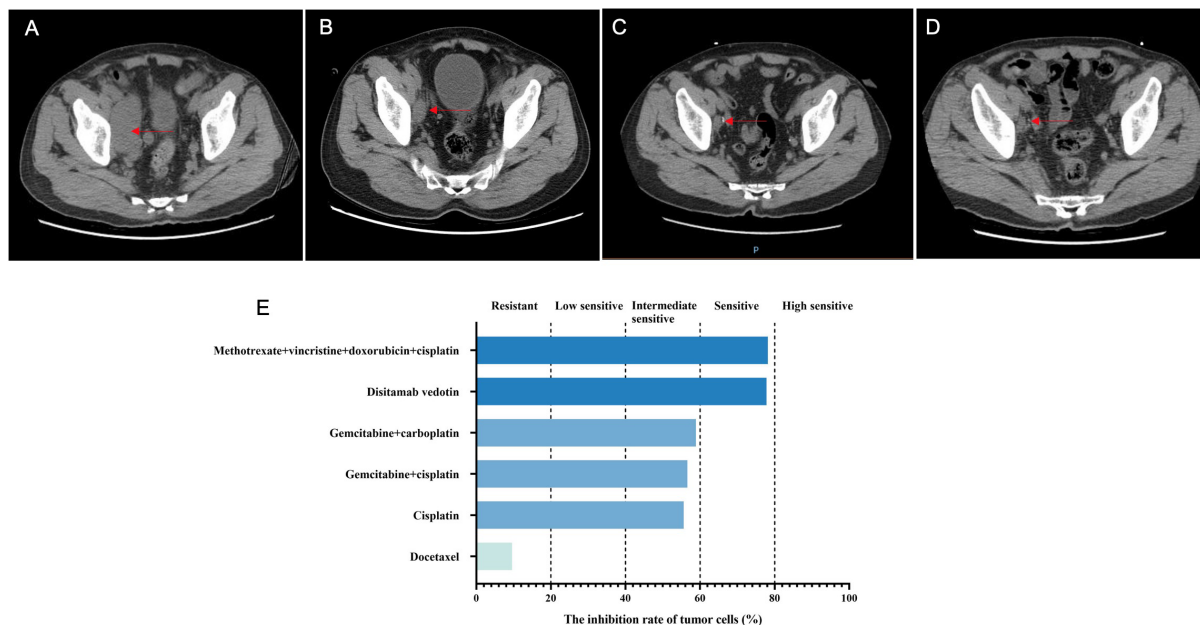 A
B
C
D
P
E
Resistant
Low sensitive
Intermediate
sensitive
Sensitive
High sensitive
Methotrexate+vincristine+doxorubicin+cisplatin
Disitamab vedotin
Gemcitabine+carboplatin
Gemcitabine+cisplatin
Cisplatin
Docetaxel
0 20 40 60 80 100
The inhibition rate of tumor cells (%)